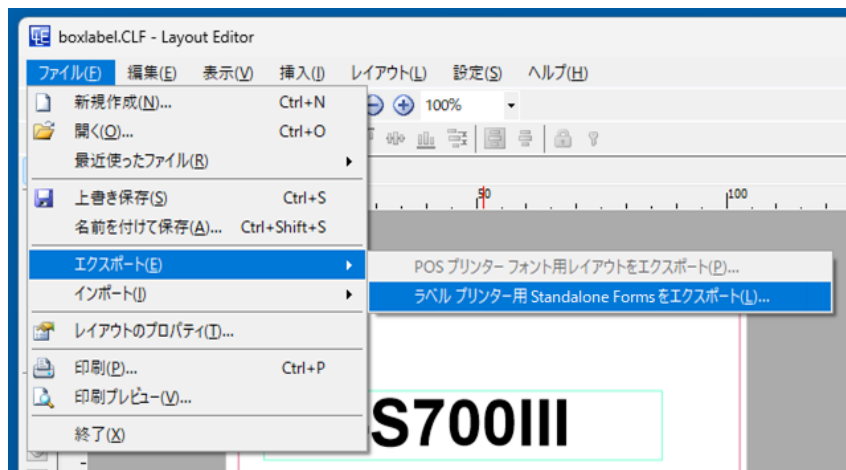 boxlabel.CLF - Layout Editor
ファイル(F) 編集(E) 表示(V) 挿入(I) レイアウト(L) 設定(S) ヘルプ(H)
新規作成(N)... Ctrl+N
100%
開く(O)... Ctrl+O
最近使ったファイル(R)
上書き保存(S) Ctrl+S
50 100
名前を付けて保存(A)... Ctrl+Shift+S
エクスポート(E)
POS プリンター フォント用レイアウトをエクスポート(P)...
インポート(I)
ラベル プリンター用 Standalone Forms をエクスポート(L)...
レイアウトのプロパティ(T)...
印刷(P)... Ctrl+P
印刷プレビュー(V)...
終了(X)
S700III